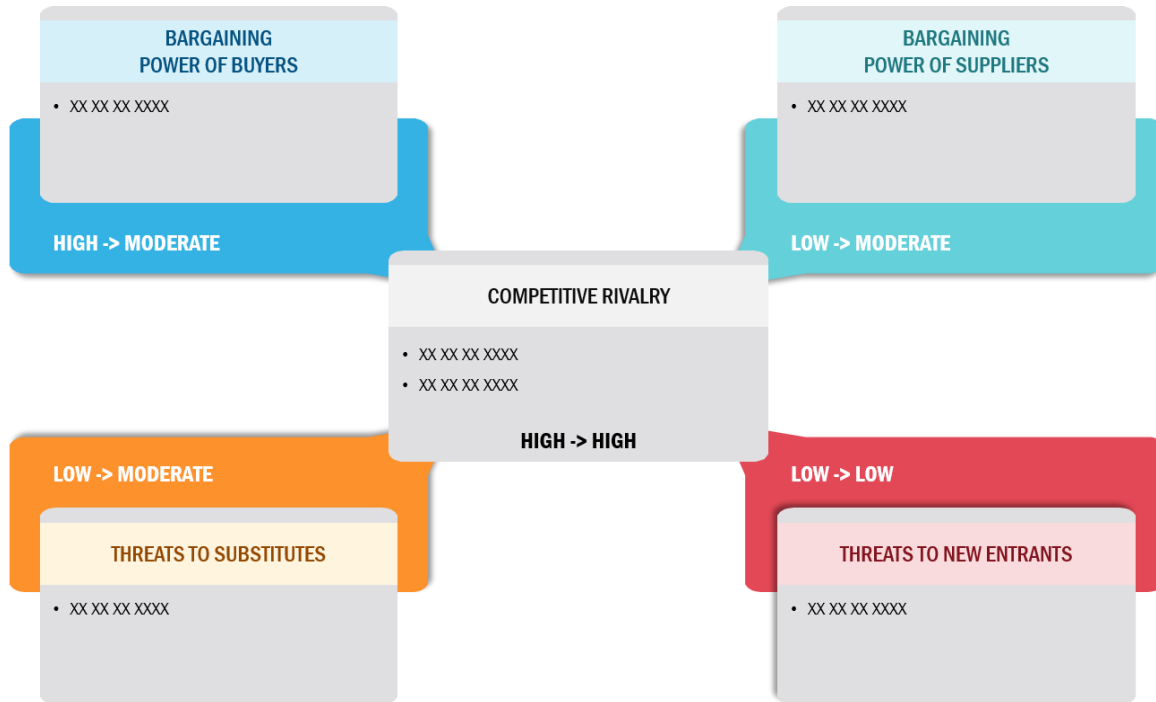 BARGAINING
POWER OF BUYERS
• XX XX XX XXXX
HIGH -> MODERATE
BARGAINING
POWER OF SUPPLIERS
• XX XX XX XXXX
LOW -> MODERATE
COMPETITIVE RIVALRY
• XX XX XX XXXX
• XX XX XX XXXX
HIGH -> HIGH
LOW -> MODERATE
THREATS TO SUBSTITUTES
• XX XX XX XXXX
LOW -> LOW
THREATS TO NEW ENTRANTS
• XX XX XX XXXX